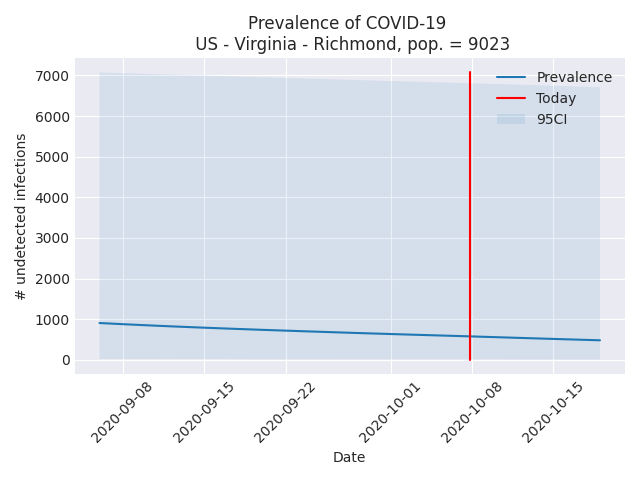 Prevalence of COVID-19
US - Virginia - Richmond, pop. = 9023
Prevalence
Today
95CI
7000
6000
5000
4000
3000
2000
1000
0
# undetected infections
2020-09-08
2020-09-15
2020-09-22
2020-10-01
2020-10-08
2020-10-15
Date